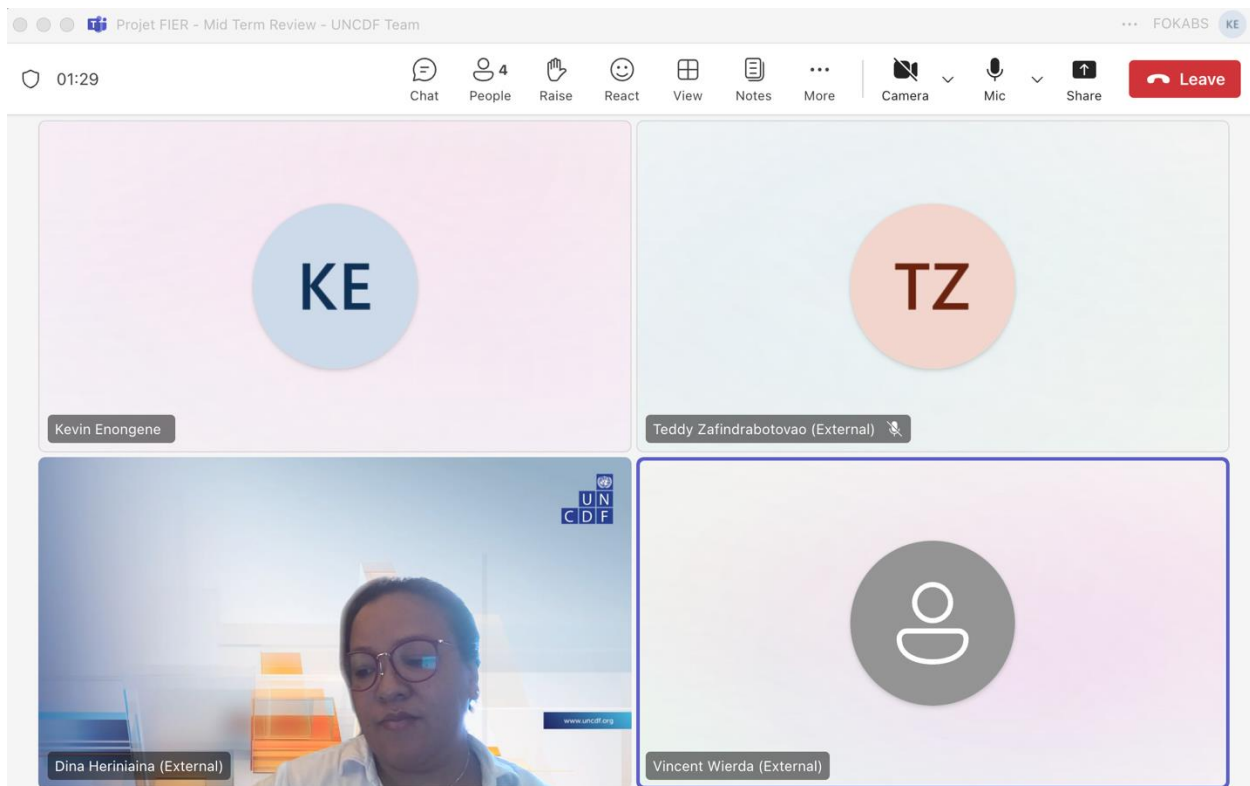 Projet FIER - Mid Term Review - UNCDF Team
FOKABS
KE
01:29
4
Chat
People
Raise
React
View
Notes
More
Camera
Mic
Share
Leave
KE
TZ
Kevin Enongene
Teddy Zafindrabotovao (External)
UN
CDF
www.uncdf.org
Dina Heriniaina (External)
Vincent Wierda (External)